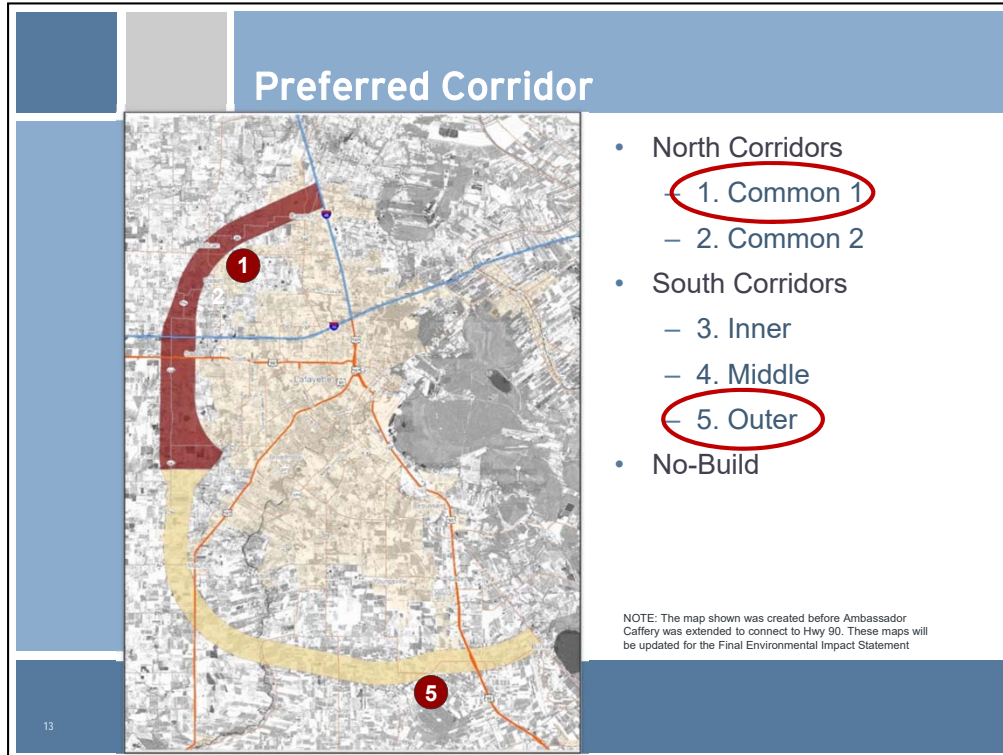 Preferred Corridor
• North Corridors
– 1. Common 1
– 2. Common 2
• South Corridors
– 3. Inner
– 4. Middle
– 5. Outer
• No-Build
1
2
Lafayette
5
NOTE: The map shown was created before Ambassador
Caffery was extended to connect to Hwy 90. These maps will
be updated for the Final Environmental Impact Statement
13